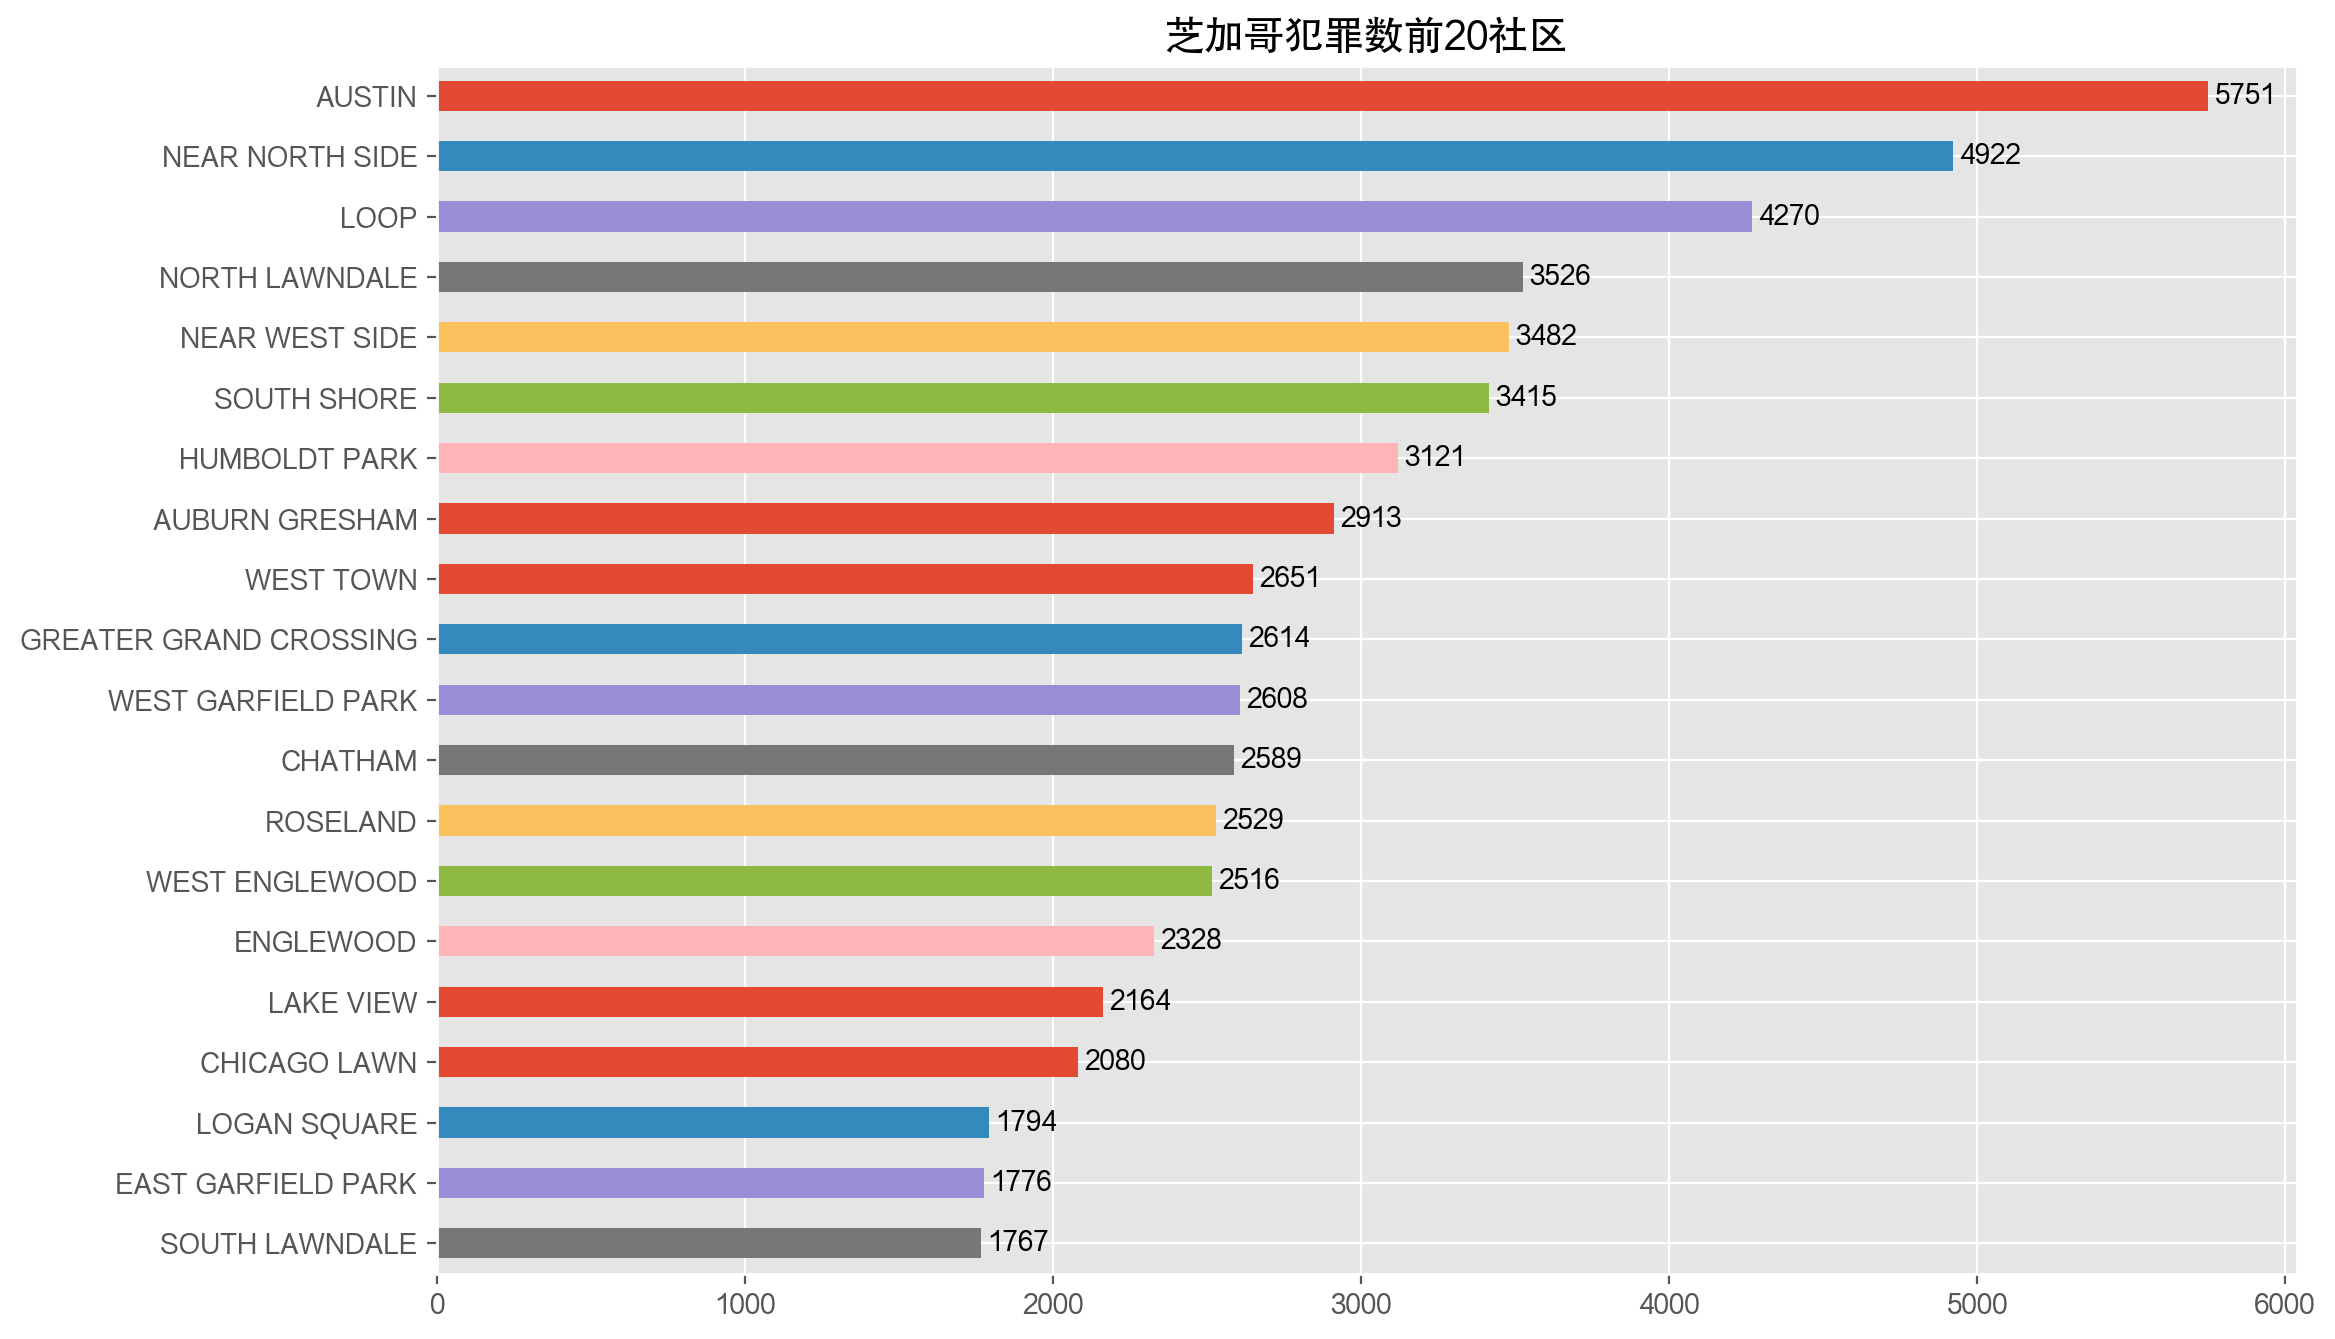 芝加哥犯罪数前20社区
AUSTIN 5751
NEAR NORTH SIDE 4922
LOOP 4270
NORTH LAWNDALE 3526
NEAR WEST SIDE 3482
SOUTH SHORE 3415
HUMBOLDT PARK 3121
AUBURN GRESHAM 2913
WEST TOWN 2651
GREATER GRAND CROSSING 2614
WEST GARFIELD PARK 2608
CHATHAM 2589
ROSELAND 2529
WEST ENGLEWOOD 2516
ENGLEWOOD 2328
LAKE VIEW 2164
CHICAGO LAWN 2080
LOGAN SQUARE 1794
EAST GARFIELD PARK 1776
SOUTH LAWNDALE 1767
0 1000 2000 3000 4000 5000 6000